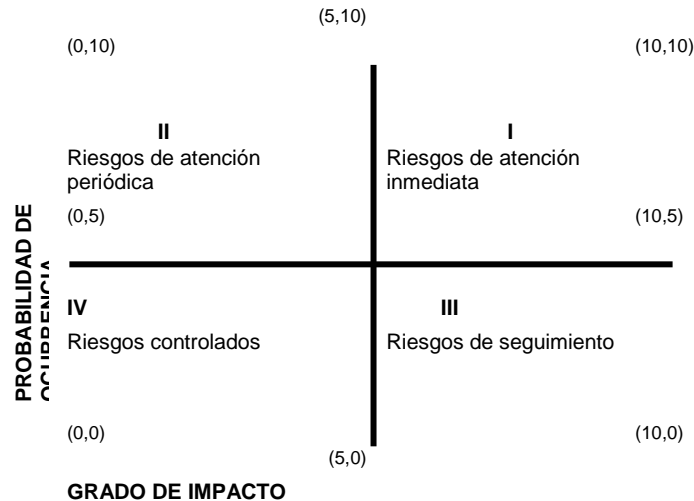 (5,10)
(0,10) (10,10)
II I
Riesgos de atención Riesgos de atención
periódica inmediata
(0,5) (10,5)
IV III
Riesgos controlados Riesgos de seguimiento
PROBABILIDAD DE
OCURRENCIA
(0,0) (10,0)
(5,0)
GRADO DE IMPACTO